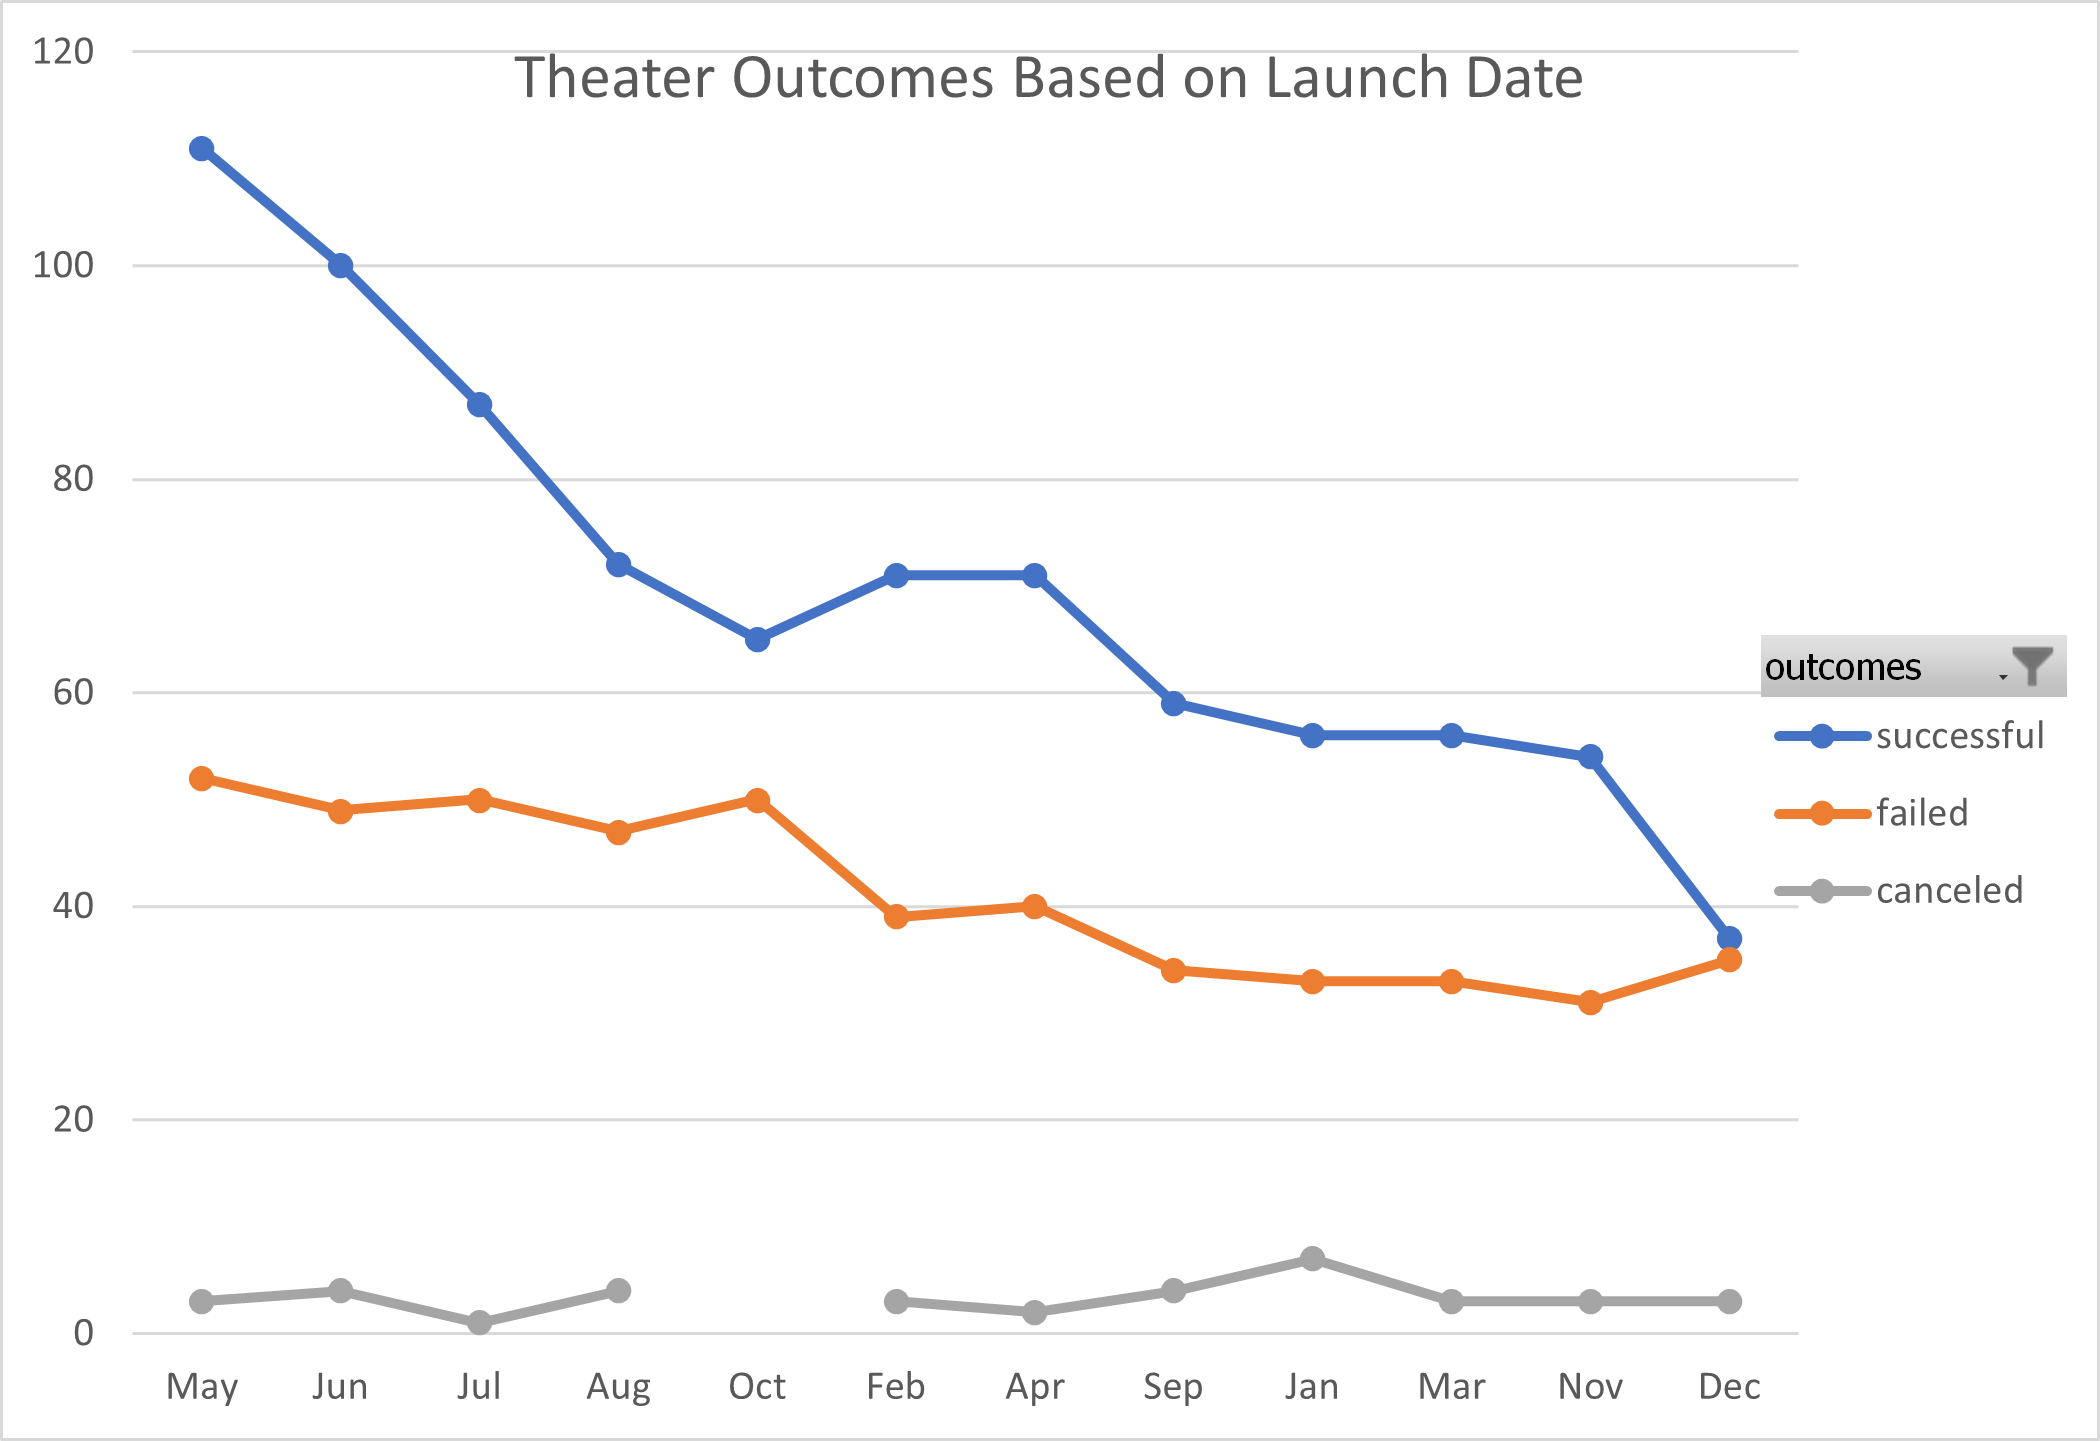 Theater Outcomes Based on Launch Date
120
100
80
60
40
20
0
May Jun Jul Aug Oct Feb Apr Sep Jan Mar Nov Dec
outcomes
successful
failed
canceled